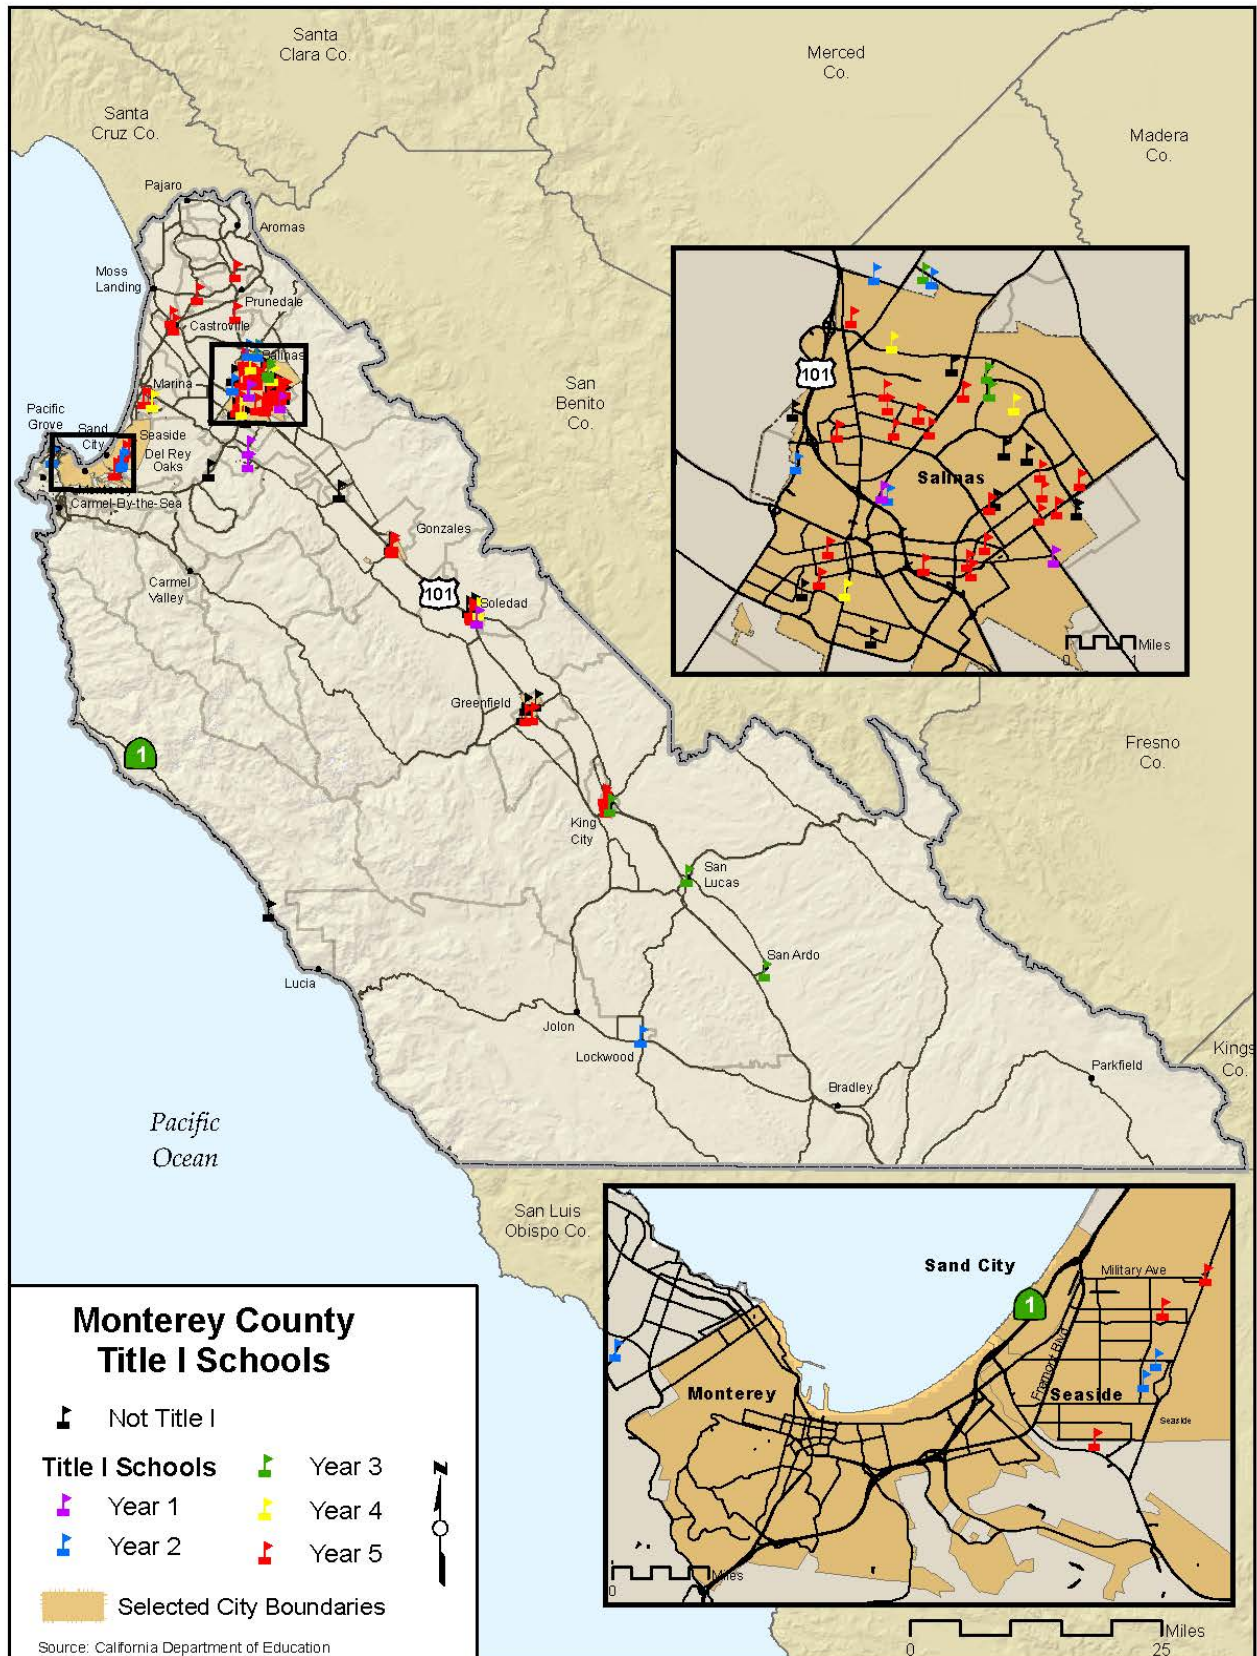 Santa
Clara Co.
Merced
Co.
Santa
Cruz Co.
Madera
Co.
Pajaro
Aromas
Moss
Landing
Prunedale
Castroville
Salinas
Marina
Pacific
Grove
Sand
City
Seaside
Del Rey
Oaks
Carmel-By-the-Sea
San
Benito
Co.
101
Salinas
0 1 Miles
Gonzales
Carmel
Valley
101
Soledad
Greenfield
1
Fresno
Co.
King
City
San
Lucas
San Ardo
Lucia
Jolon
Lockwood
Kings
Co.
Parkfield
Bradley
Pacific
Ocean
San Luis
Obispo Co.
Sand City
Military Ave
1
Fremont Blvd
Monterey
Seaside
Seaside
0 Miles
Monterey County
Title I Schools
Not Title I
Title I Schools
Year 1
Year 2
Year 3
Year 4
Year 5
N
Selected City Boundaries
Source: California Department of Education
0 25 Miles